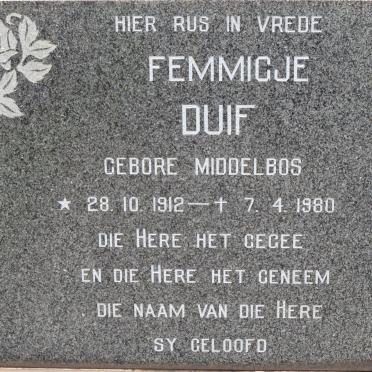 HIER RUS IN VREDE
FEMMIGJE
DUIF
GEBORE MIDDELBOS
★ 28. 10. 1912 — † 7. 4. 1980
DIE HERE HET GEGEE
EN DIE HERE HET GENEEM
DIE NAAM VAN DIE HERE
SY GELOOFD